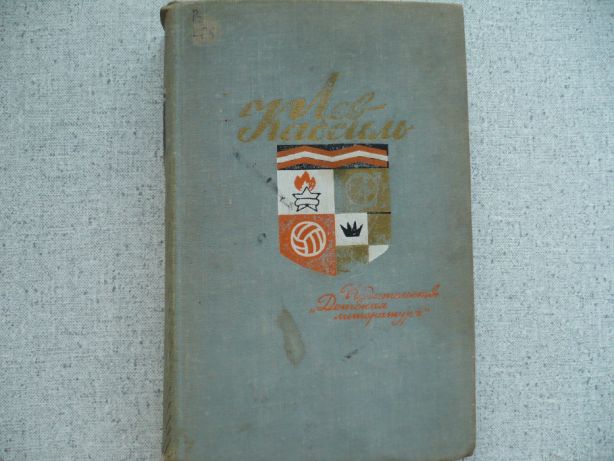 Лев
Кассиль
Издательство
„Детская
литература"